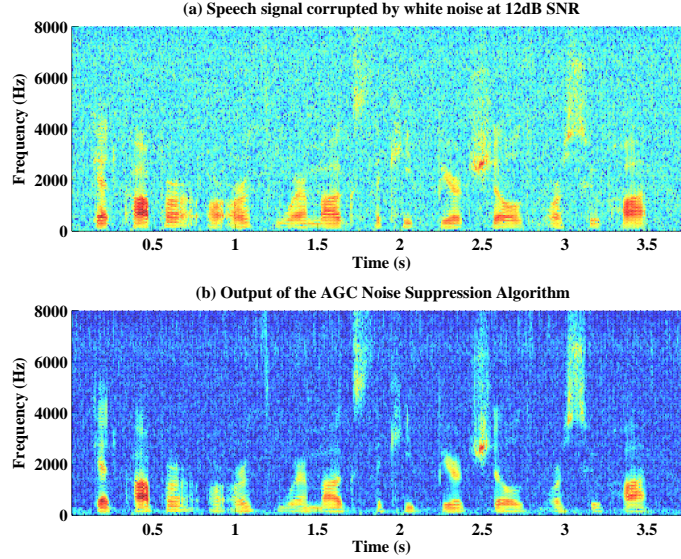 (a) Speech signal corrupted by white noise at 12dB SNR
8000
6000
4000
2000
0
Frequency (Hz)
0.5 1 1.5 2 2.5 3 3.5
Time (s)
(b) Output of the AGC Noise Suppression Algorithm
8000
6000
4000
2000
0
Frequency (Hz)
0.5 1 1.5 2 2.5 3 3.5
Time (s)